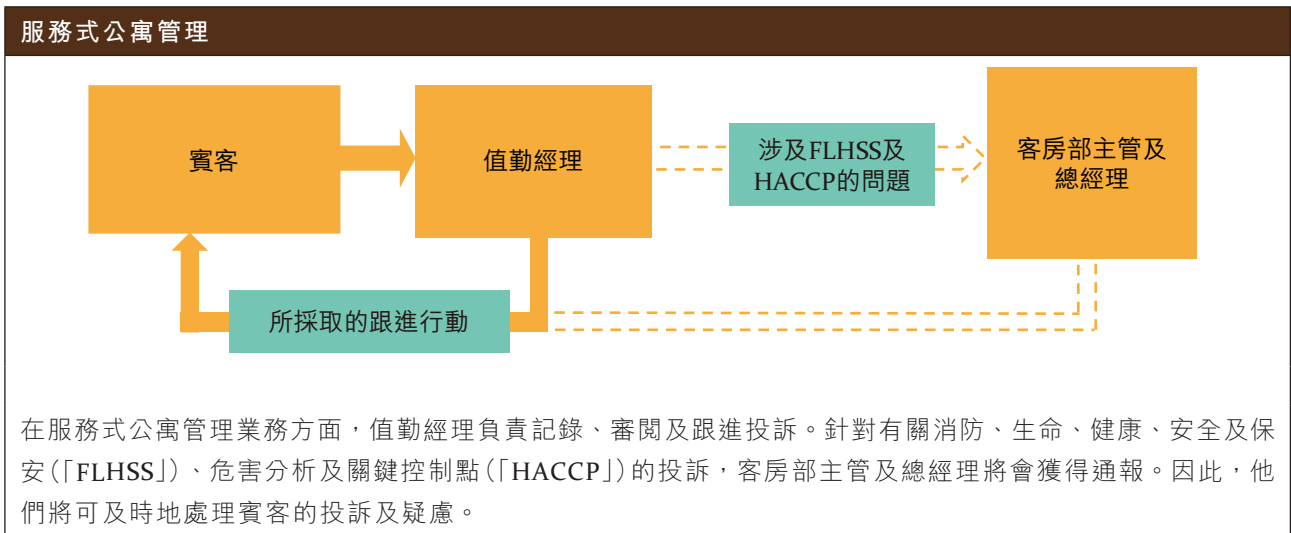 服務式公寓管理
賓客
值勤經理
涉及FLHSS及
HACCP的問題
客房部主管及
總經理
所採取的跟進行動
在服務式公寓管理業務方面，值勤經理負責記錄、審閱及跟進投訴。針對有關消防、生命、健康、安全及保
安(「FLHSS」)、危害分析及關鍵控制點(「HACCP」)的投訴，客房部主管及總經理將會獲得通報。因此，他
們將可及時地處理賓客的投訴及疑慮。